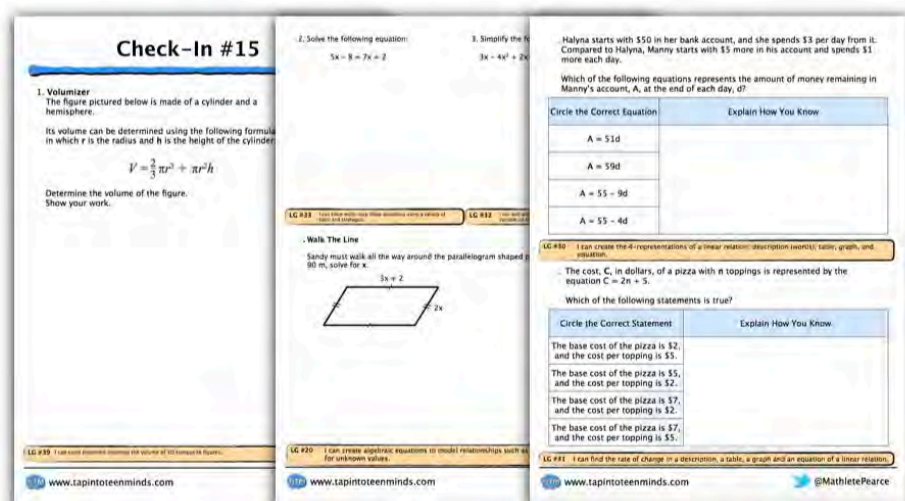 Check-In #15
1. Volumizer
The figure pictured below is made of a cylinder and a
hemisphere.
Its volume can be determined using the following formula
in which r is the radius and h is the height of the cylinder
V = 2/3 πr³ + πr²h
Determine the volume of the figure.
Show your work.
LG #39
www.tapintoteenminds.com
2. Solve the following equation:
5x - 8 = 7x + 2
3. Simplify the
3x - 4x² + 2x
LG #33
LG #32
. Walk The Line
Sandy must walk all the way around the parallelogram shaped p
90 m, solve for x.
3x + 2
2x
LG #20 I can create algebraic equations to model relationships such as
for unknown values.
www.tapintoteenminds.com
Halyna starts with $50 in her bank account, and she spends $3 per day from it.
Compared to Halyna, Manny starts with $5 more in his account and spends $1
more each day.
Which of the following equations represents the amount of money remaining in
Manny's account, A, at the end of each day, d?
Circle the Correct Equation Explain How You Know
A = 51d
A = 59d
A = 55 - 9d
A = 55 - 4d
LG #30 I can create the 4-representations of a linear relation: description (words), table, graph, and
equation.
The cost, C, in dollars, of a pizza with n toppings is represented by the
equation C = 2n + 5.
Which of the following statements is true?
Circle the Correct Statement Explain How You Know
The base cost of the pizza is $2,
and the cost per topping is $5.
The base cost of the pizza is $5,
and the cost per topping is $2.
The base cost of the pizza is $7,
and the cost per topping is $2.
The base cost of the pizza is $7,
and the cost per topping is $5.
I can find the rate of change in a description, a table, a graph and an equation of a linear relation.
www.tapintoteenminds.com
@MathletePearce